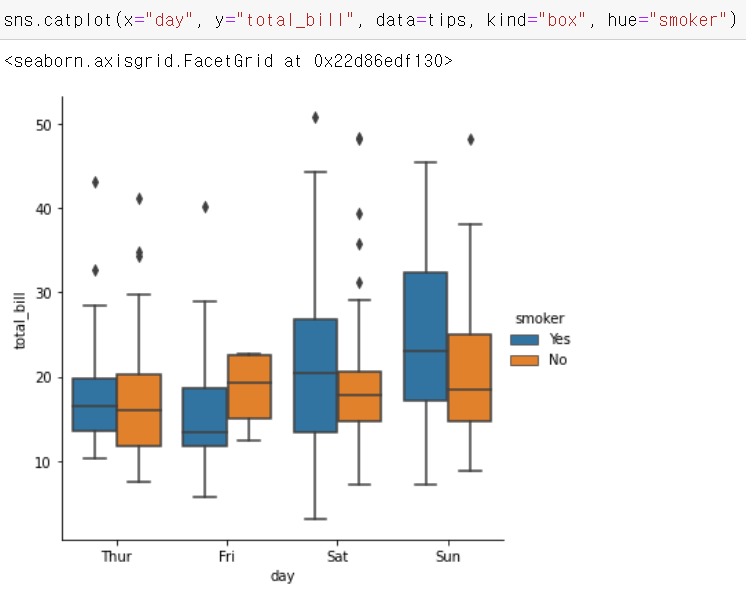 sns.catplot(x="day", y="total_bill", data=tips, kind="box", hue="smoker")
<seaborn.axisgrid.FacetGrid at 0x22d86edf130>
50
40
30
20
10
total_bill
Thur Fri Sat Sun
day
smoker
Yes
No